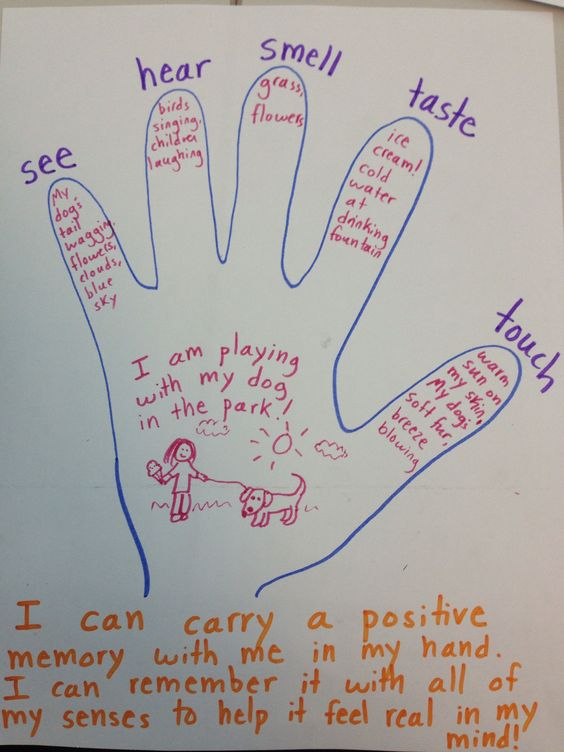 see
My
dog's
tail
wagging,
flowers,
clouds,
blue
sky
hear
birds
singing,
children
laughing
smell
grass,
flowers
taste
ice
cream!
cold
water
at
drinking
fountain
touch
warm
sun on
my skin,
My dog's
soft fur,
breeze
blowing
I am playing
with my dog
in the park!
I can carry a positive
memory with me in my hand.
I can remember it with all of
my senses to help it feel real in my
mind!